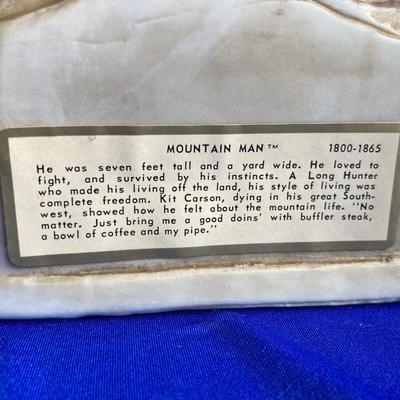 MOUNTAIN MAN™ 1800-1865
He was seven feet tall and a yard wide. He loved to
fight, and survived by his instincts. A Long Hunter
who made his living off the land, his style of living was
complete freedom. Kit Carson, dying in his great South-
west, showed how he felt about the mountain life. "No
matter. Just bring me a good doins' with buffler steak,
a bowl of coffee and my pipe."